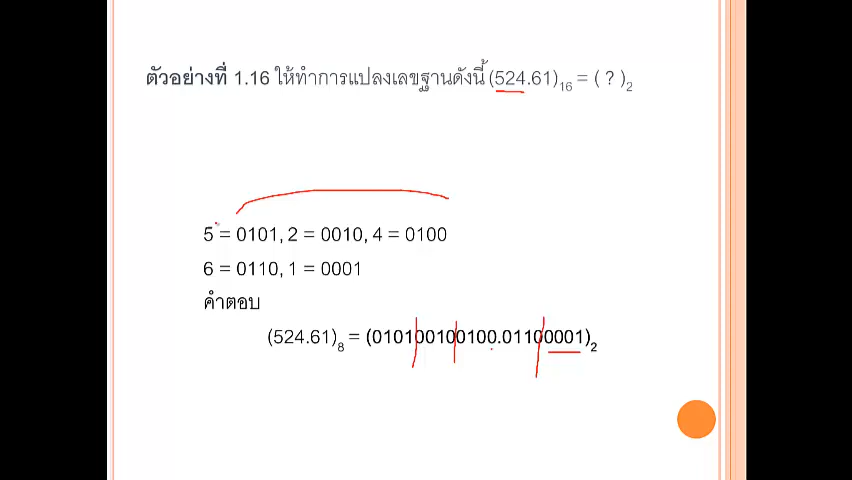 ตัวอย่างที่ 1.16 ให้ทำการแปลงเลขฐานดังนี้ (524.61)₁₆ = ( ? )₂
5 = 0101, 2 = 0010, 4 = 0100
6 = 0110, 1 = 0001
คำตอบ
(524.61)₈ = (010100100100.01100001)₂